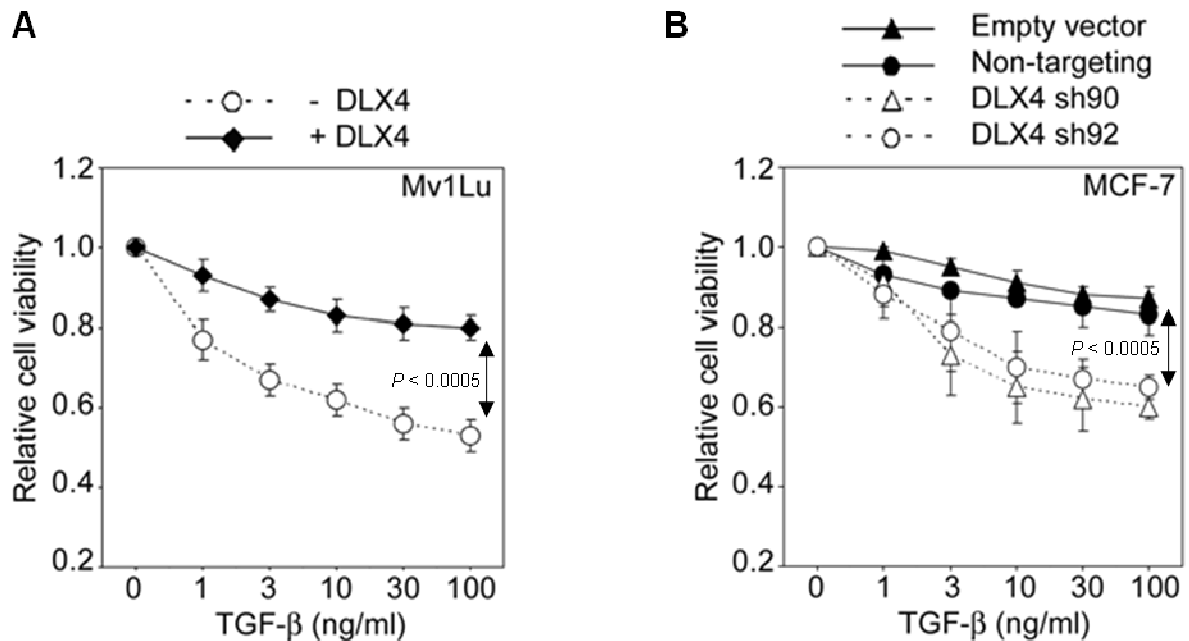 A
- DLX4
+ DLX4
Mv1Lu
Relative cell viability
1.2
1.0
0.8
0.6
0.4
0.2
P < 0.0005
0 1 3 10 30 100
TGF-β (ng/ml)
B
Empty vector
Non-targeting
DLX4 sh90
DLX4 sh92
MCF-7
Relative cell viability
1.2
1.0
0.8
0.6
0.4
0.2
P < 0.0005
0 1 3 10 30 100
TGF-β (ng/ml)